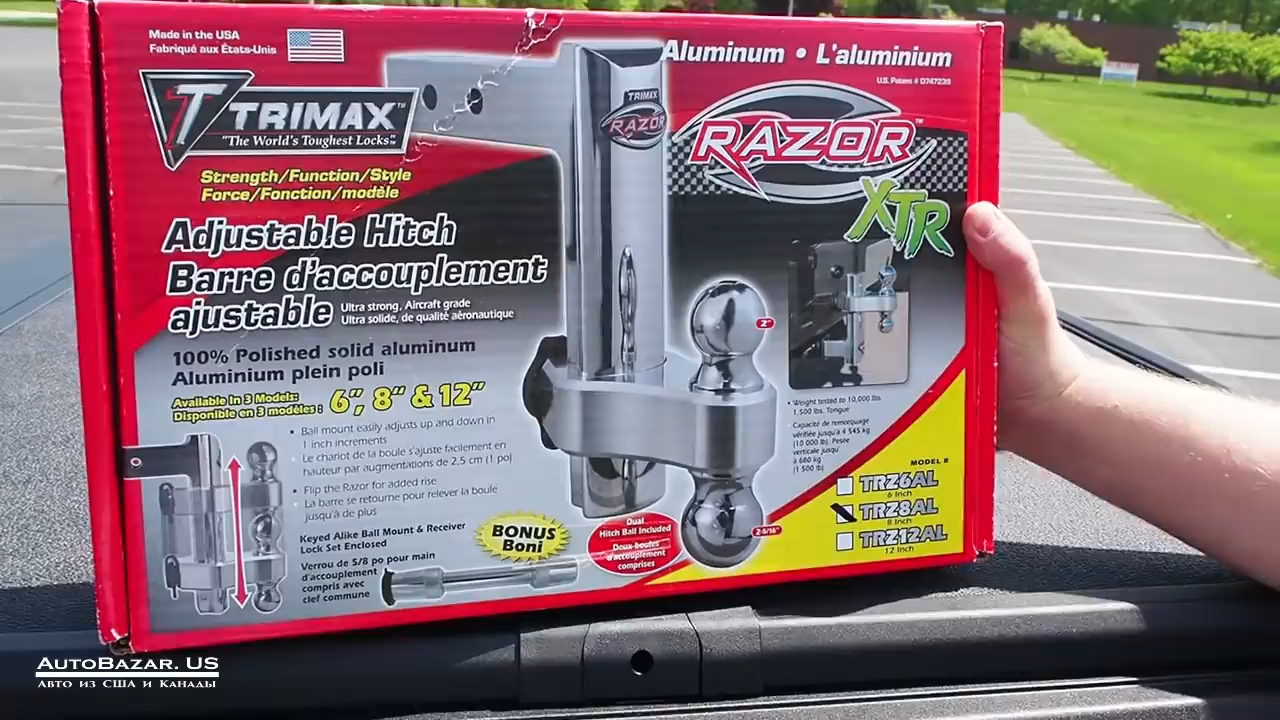 Made in the USA
Fabriqué aux États-Unis
TRIMAX™
"The World's Toughest Locks"
Strength/Function/Style
Force/Fonction/modèle
Adjustable Hitch
Barre d'accouplement
ajustable
Ultra strong, Aircraft grade
Ultra solide, de qualité aéronautique
100% Polished solid aluminum
Aluminium plein poli
Available In 3 Models:
Disponible en 3 modèles :
6", 8" & 12"
• Ball mount easily adjusts up and down in
1 inch increments
• Le chariot de la boule s'ajuste facilement en
hauteur par augmentations de 2,5 cm (1 po)
• Flip the Razor for added rise
• La barre se retourne pour relever la boule
jusqu'à de plus
Keyed Alike Ball Mount & Receiver
Lock Set Enclosed
Verrou de 5/8 po pour main
d'accouplement
compris avec
clef commune
BONUS
Boni
Dual
Hitch Ball Included
Deux boules
d'accouplement
comprises
TRIMAX
RAZOR
2"
2-5/16"
Aluminum • L'aluminium
U.S. Patent # D747239
RAZOR™
XTR
• Weight tested to 10,000 lbs.
1,500 lbs. Tongue
• Capacité de remorquage
vérifiée jusqu'à 4 545 kg
(10 000 lb). Pesée
verticale jusqu'à
à 680 kg
(1 500 lb)
MODEL #
TRZ6AL
6 Inch
TRZ8AL
8 Inch
TRZ12AL
12 Inch
AutoBazar.US
Авто из США и Канады